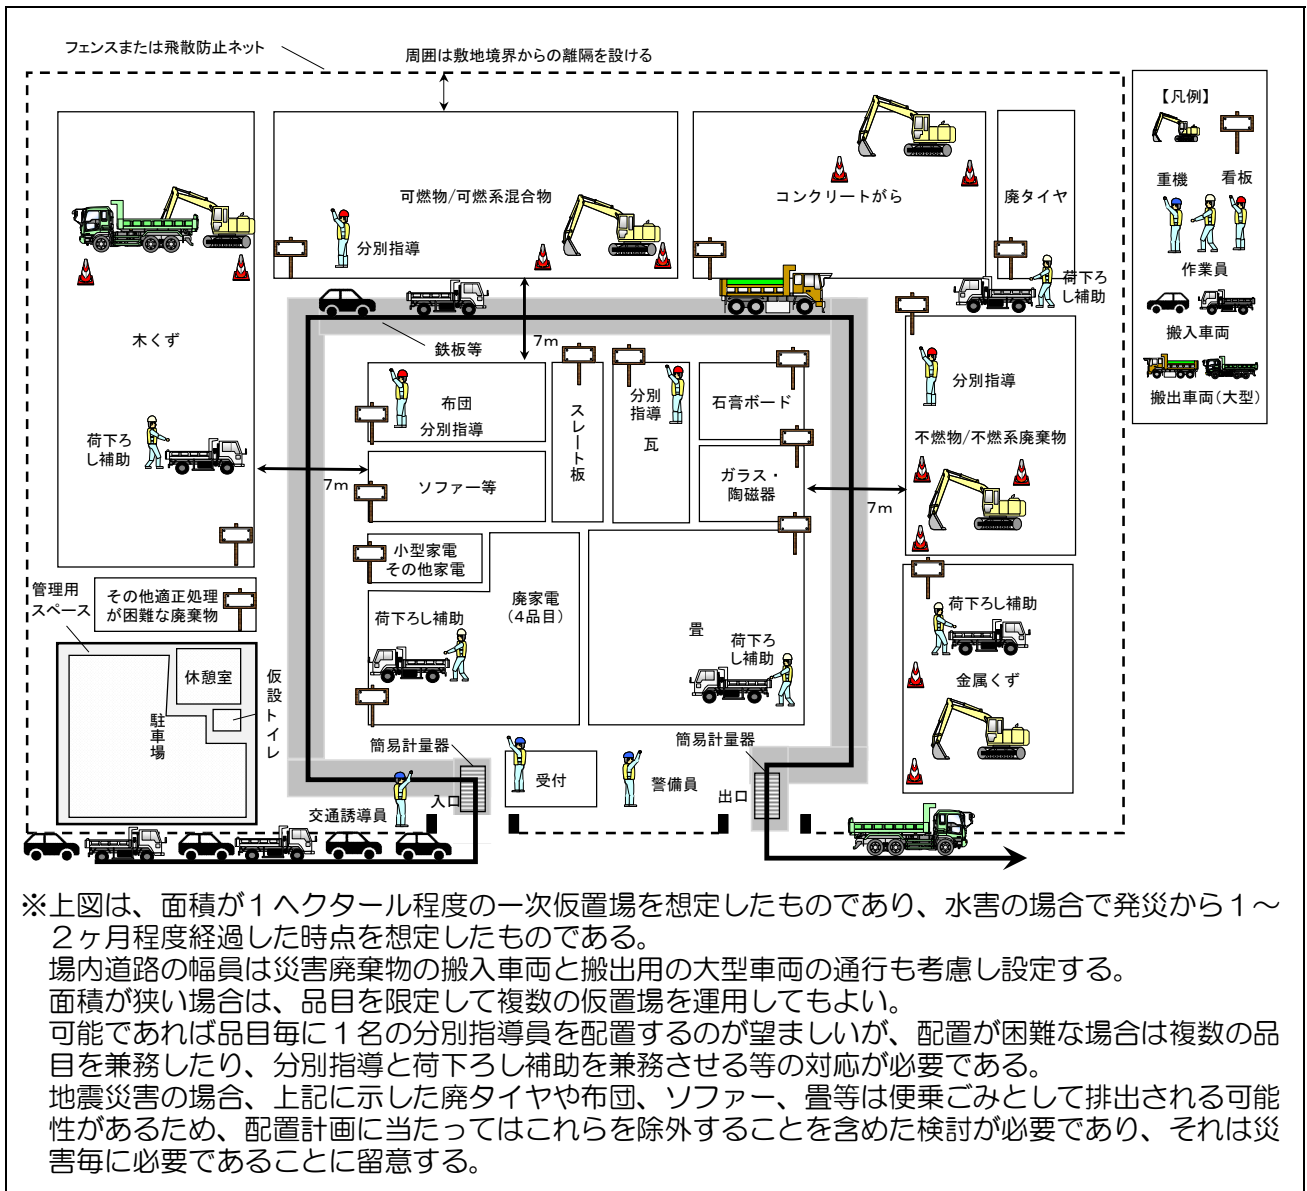 フェンスまたは飛散防止ネット
周囲は敷地境界からの離隔を設ける
【凡例】
重機
看板
作業員
搬入車両
搬出車両(大型)
可燃物/可燃系混合物
分別指導
コンクリートがら
廃タイヤ
荷下ろ
し補助
木くず
鉄板等
7m
布団
分別指導
スレート板
分別
指導
瓦
石膏ボード
分別指導
不燃物/不燃系廃棄物
荷下ろ
し補助
7m
ソファー等
ガラス・
陶磁器
7m
小型家電
その他家電
廃家電
(4品目)
荷下ろし補助
畳
荷下ろ
し補助
荷下ろし補助
金属くず
管理用
スペース
その他適正処理
が困難な廃棄物
休憩室
仮設トイレ
駐車場
簡易計量器
簡易計量器
受付
警備員
入口
出口
交通誘導員
※上図は、面積が1ヘクタール程度の一次仮置場を想定したものであり、水害の場合で発災から1~
2ヶ月程度経過した時点を想定したものである。
場内道路の幅員は災害廃棄物の搬入車両と搬出用の大型車両の通行も考慮し設定する。
面積が狭い場合は、品目を限定して複数の仮置場を運用してもよい。
可能であれば品目毎に1名の分別指導員を配置するのが望ましいが、配置が困難な場合は複数の品
目を兼務したり、分別指導と荷下ろし補助を兼務させる等の対応が必要である。
地震災害の場合、上記に示した廃タイヤや布団、ソファー、畳等は便乗ごみとして排出される可能
性があるため、配置計画に当たってはこれらを除外することを含めた検討が必要であり、それは災
害毎に必要であることに留意する。